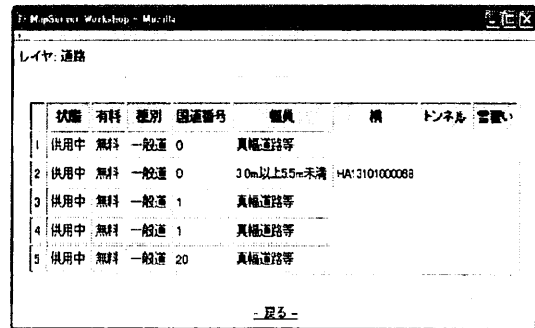 MapServer Workshop - Mozilla
レイヤ: 道路
状態 有料 種別 国道番号 幅員 橋 トンネル 雪覆い
1 供用中 無料 一般道 0 真幅道路等
2 供用中 無料 一般道 0 3.0m以上5.5m未満 HA13101000088
3 供用中 無料 一般道 1 真幅道路等
4 供用中 無料 一般道 1 真幅道路等
5 供用中 無料 一般道 20 真幅道路等
- 戻る -